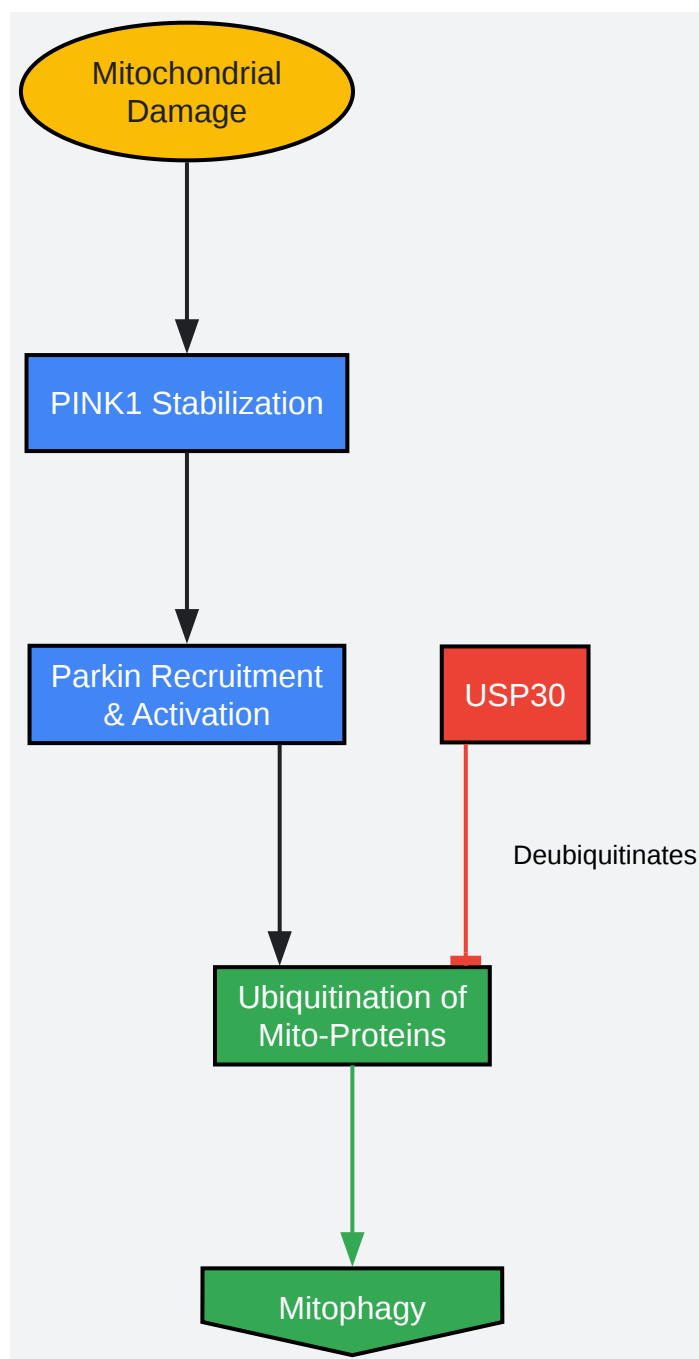 Mitochondrial
Damage
PINK1 Stabilization
Parkin Recruitment
& Activation
USP30
Deubiquitinates
Ubiquitination of
Mito-Proteins
Mitophagy